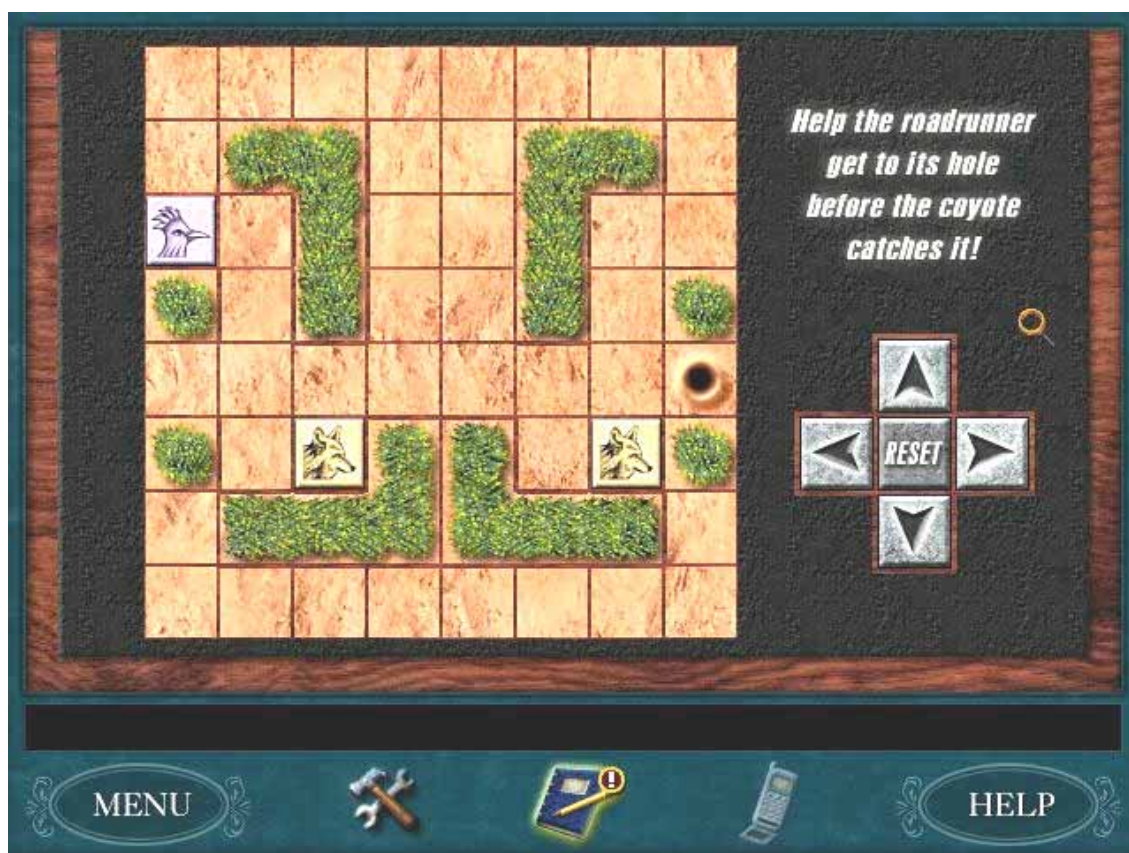 Help the roadrunner
get to its hole
before the coyote
catches it!
RESET
MENU
!
HELP